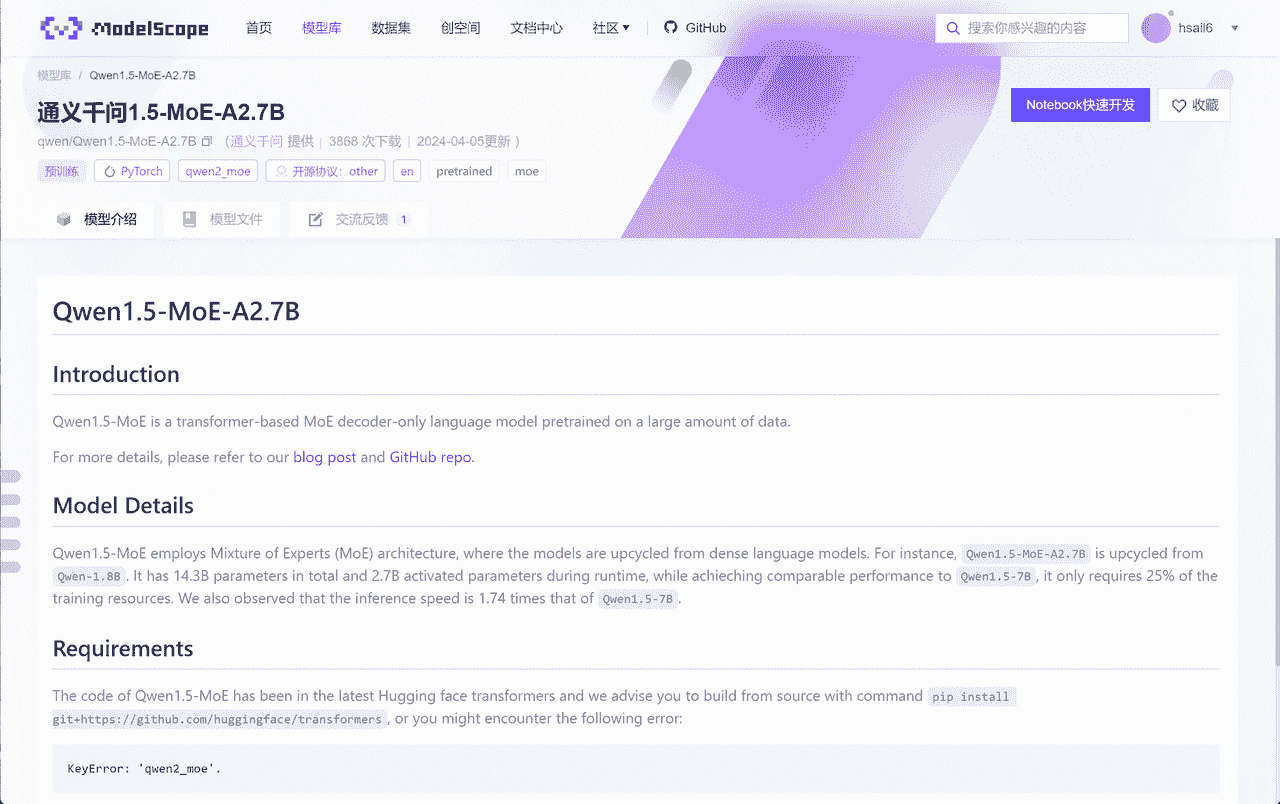 ModelScope 首页 模型库 数据集 创空间 文档中心 社区 GitHub 搜索你感兴趣的内容 hsall6
模型库 / Qwen1.5-MoE-A2.7B
通义千问1.5-MoE-A2.7B
Notebook快速开发 收藏
qwen/Qwen1.5-MoE-A2.7B （通义千问 提供 | 3868 次下载 | 2024-04-05更新 ）
预训练 PyTorch qwen2_moe 开源协议：other en pretrained moe
模型介绍 模型文件 交流反馈 1
Qwen1.5-MoE-A2.7B
Introduction
Qwen1.5-MoE is a transformer-based MoE decoder-only language model pretrained on a large amount of data.
For more details, please refer to our blog post and GitHub repo.
Model Details
Qwen1.5-MoE employs Mixture of Experts (MoE) architecture, where the models are upcycled from dense language models. For instance, Qwen1.5-MoE-A2.7B is upcycled from
Qwen-1.8B. It has 14.3B parameters in total and 2.7B activated parameters during runtime, while achieching comparable performance to Qwen1.5-7B, it only requires 25% of the
training resources. We also observed that the inference speed is 1.74 times that of Qwen1.5-7B.
Requirements
The code of Qwen1.5-MoE has been in the latest Hugging face transformers and we advise you to build from source with command pip install
git+https://github.com/huggingface/transformers, or you might encounter the following error:
KeyError: 'qwen2_moe'.